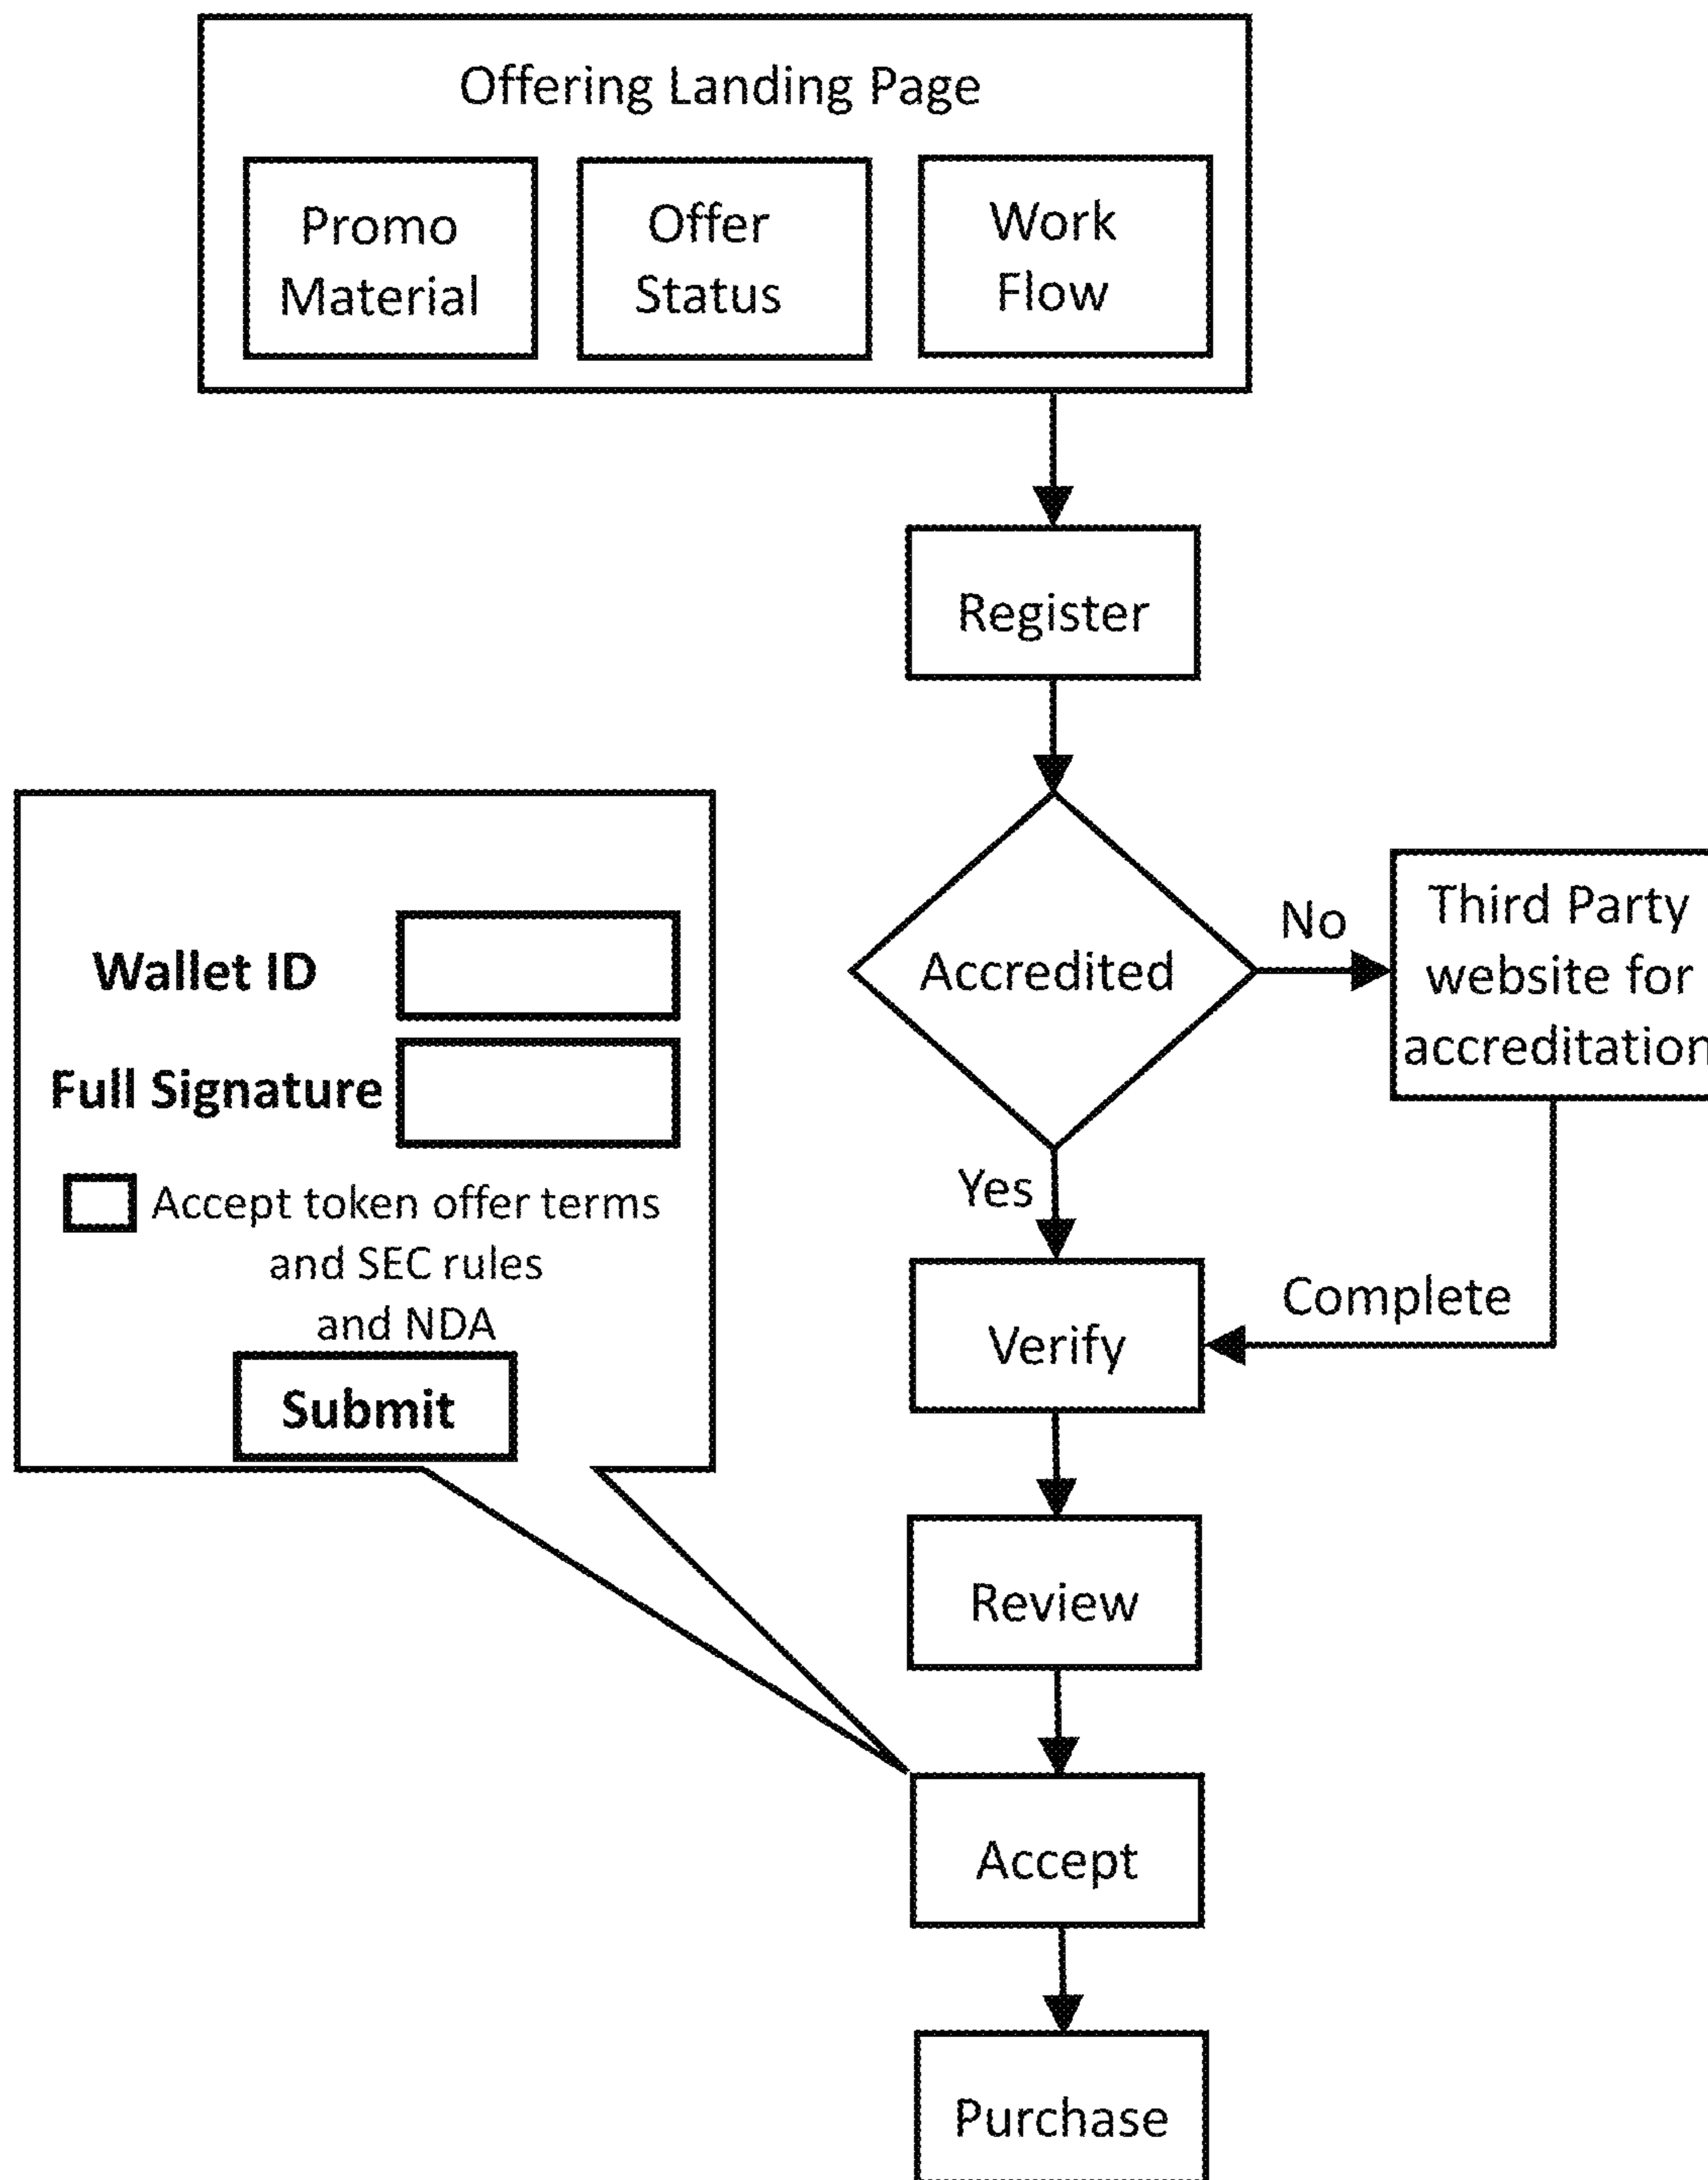 Offering Landing Page
Promo
Material
Offer
Status
Work
Flow
Register
Accredited
No
Third Party
website for
accreditation
Yes
Complete
Verify
Wallet ID
Full Signature
Accept token offer terms
and SEC rules
and NDA
Submit
Review
Accept
Purchase